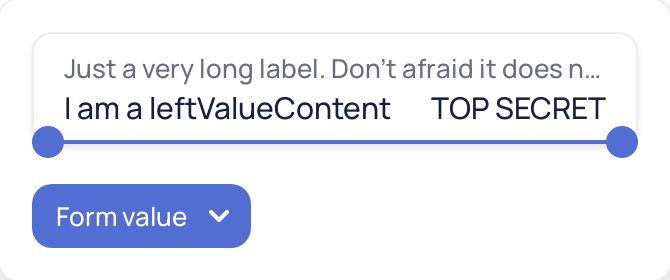 Just a very long label. Don't afraid it does n...
I am a leftValueContent TOP SECRET
Form value